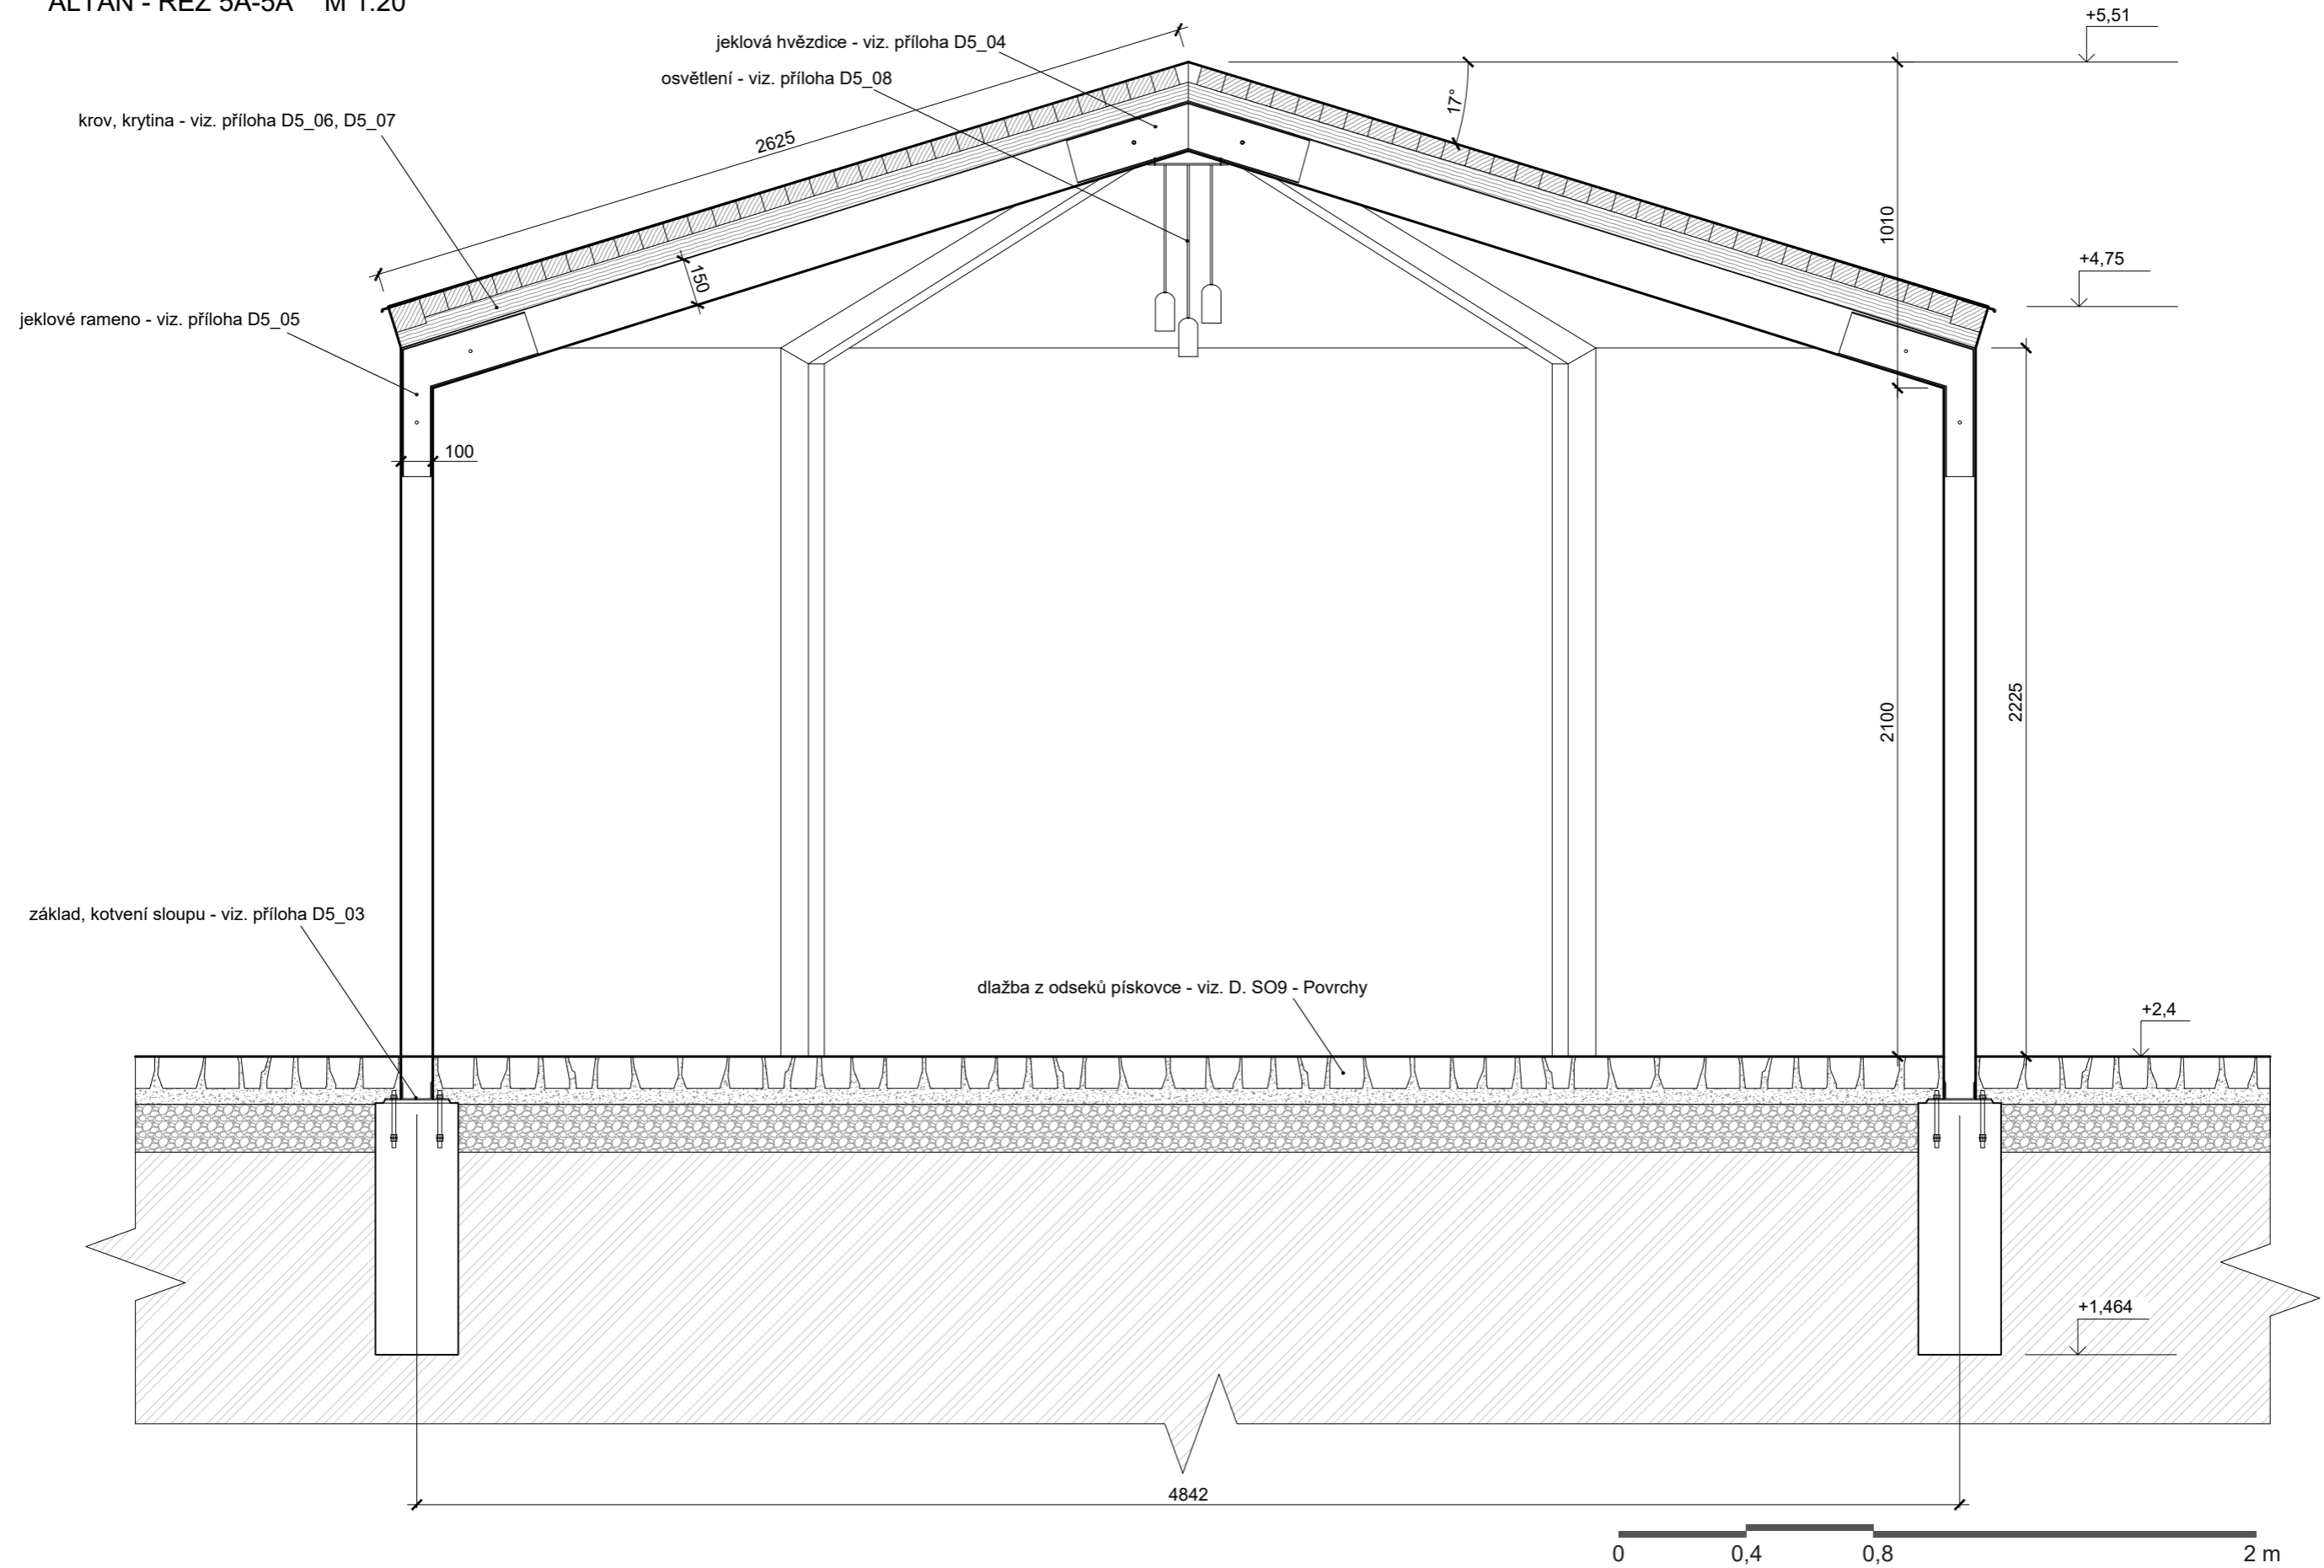 ALTÁN - ŘEZ 5A-5A M 1:20
+5,51
jeklová hvězdice - viz. příloha D5_04
osvětlení - viz. příloha D5_08
17°
krov, krytina - viz. příloha D5_06, D5_07
2625
1010
+4,75
150
jeklové rameno - viz. příloha D5_05
100
2225
2100
základ, kotvení sloupu - viz. příloha D5_03
dlažba z odseků pískovce - viz. D. SO9 - Povrchy
+2,4
+1,464
4842
0 0,4 0,8 2 m